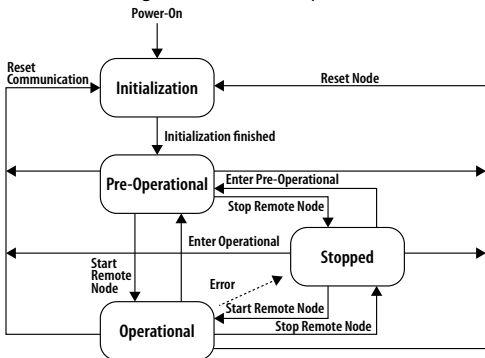 Power-On
Reset
Communication
Initialization
Reset Node
Initialization finished
Pre-Operational
Enter Pre-Operational
Stop Remote Node
Enter Operational
Stopped
Start
Remote
Node
Error
Start Remote Node
Operational
Stop Remote Node